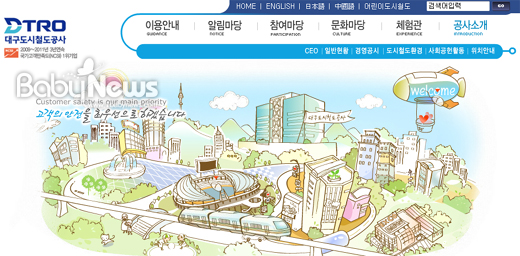 HOME | ENGLISH | 日本語 | 中國語 | 어린이도시철도
검색어입력 GO
DTRO
대구도시철도공사
2009~2011년 3년연속
국가고객만족도(NCSI) 1위기업
이용안내 알림마당 참여마당 문화마당 체험관 공사소개
GUIDANCE NOTICE PARTICIPATION CULTURE EXPERIENCE INTRODUCTION
CEO | 일반현황 | 경영공시 | 도시철도환경 | 사회공헌활동 | 위치안내
BabyNews
Customer safety is our main priority
고객의 안전을 최우선으로 하겠습니다
welcome
대구도시철도공사